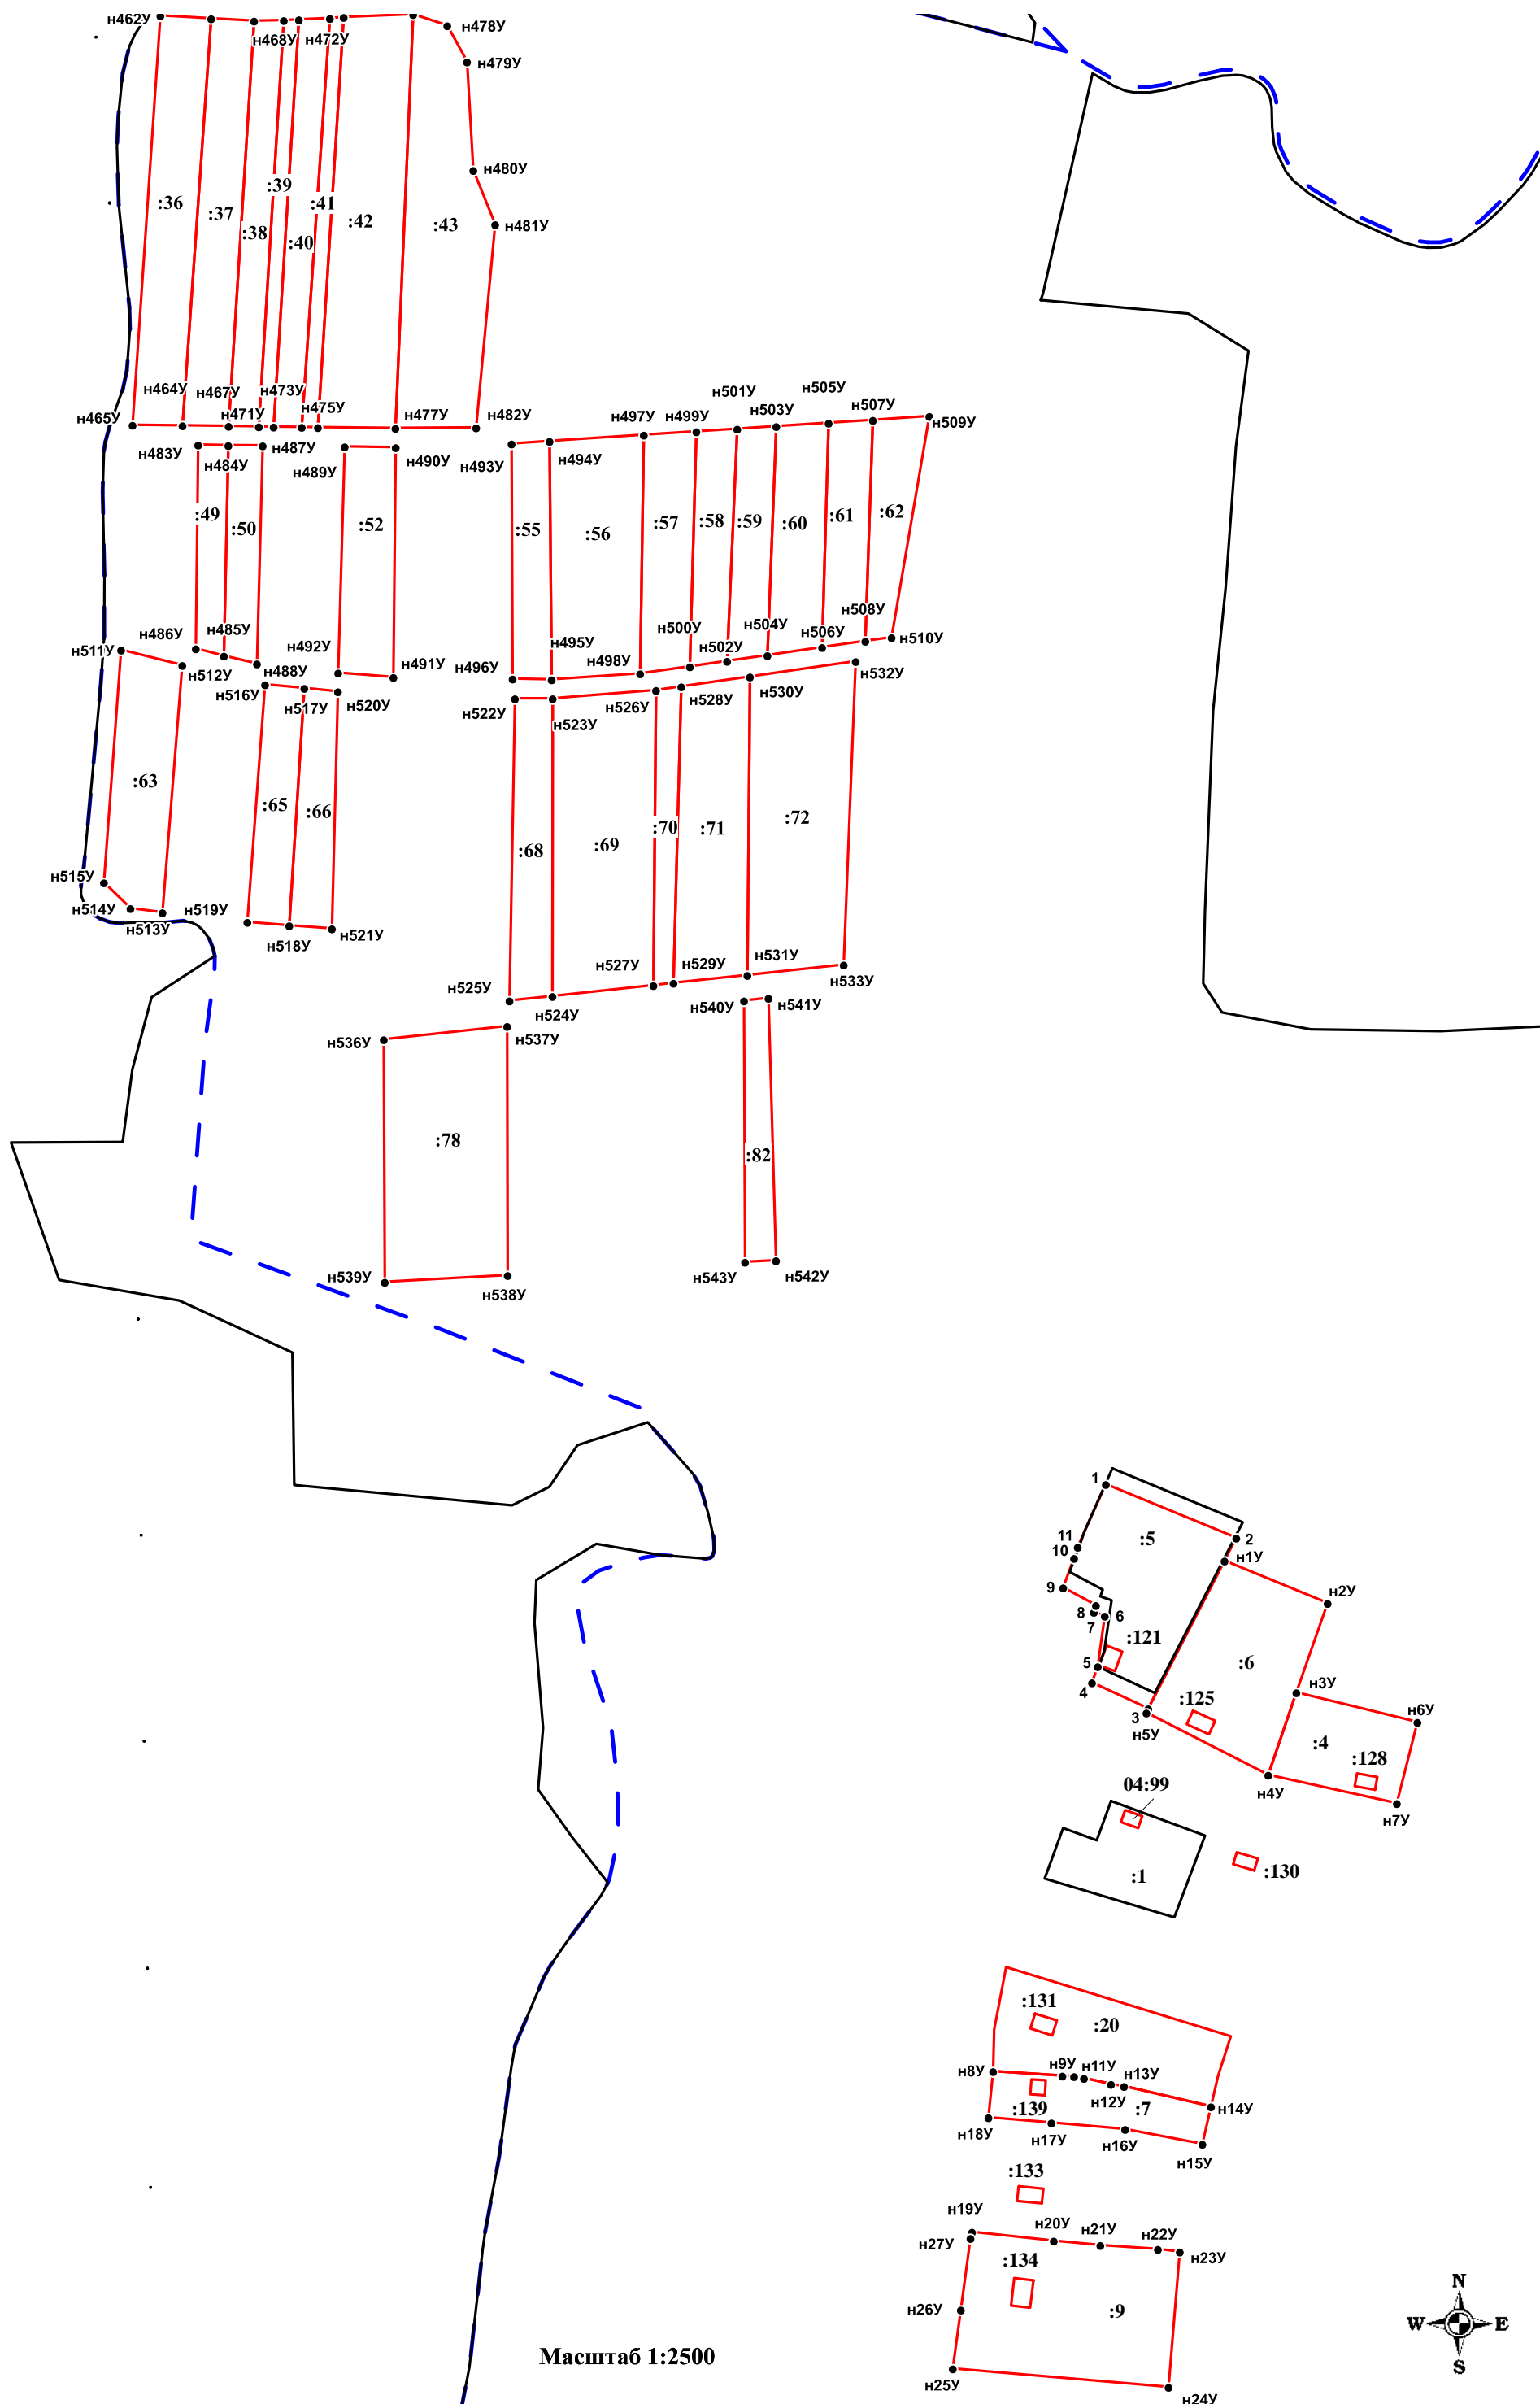 н462У
н468У
н472У
н478У
н479У
н480У
н481У
:36
:37
:38
:39
:40
:41
:42
:43
н464У
н467У
н473У
н465У
н471У
н475У
н477У
н482У
н483У
н484У
н487У
н489У
н490У
н493У
н494У
н497У
н499У
н501У
н503У
н505У
н507У
н509У
:49
:50
:52
:55
:56
:57
:58
:59
:60
:61
:62
н486У
н485У
н492У
н491У
н488У
н496У
н495У
н498У
н500У
н502У
н504У
н506У
н508У
н510У
н511У
н512У
н516У
н517У
н520У
н522У
н523У
н526У
н528У
н530У
н532У
:63
:65
:66
:68
:69
:70
:71
:72
н515У
н514У
н513У
н519У
н518У
н521У
н525У
н524У
н527У
н529У
н531У
н533У
н536У
н537У
н540У
н541У
:78
:82
н539У
н538У
н543У
н542У
1
2
11
10
:5
н1У
9
н2У
8
7
6
:121
5
:6
4
н3У
:125
3
н5У
н6У
:4
:128
04:99
н4У
н7У
:1
:130
:131
:20
н8У
н9У
н11У
н13У
н12У
:139
:7
н14У
н18У
н17У
н16У
н15У
:133
н19У
н20У
н21У
н22У
н27У
н23У
:134
н26У
:9
N
W
E
S
Масштаб 1:2500
н25У
н24У